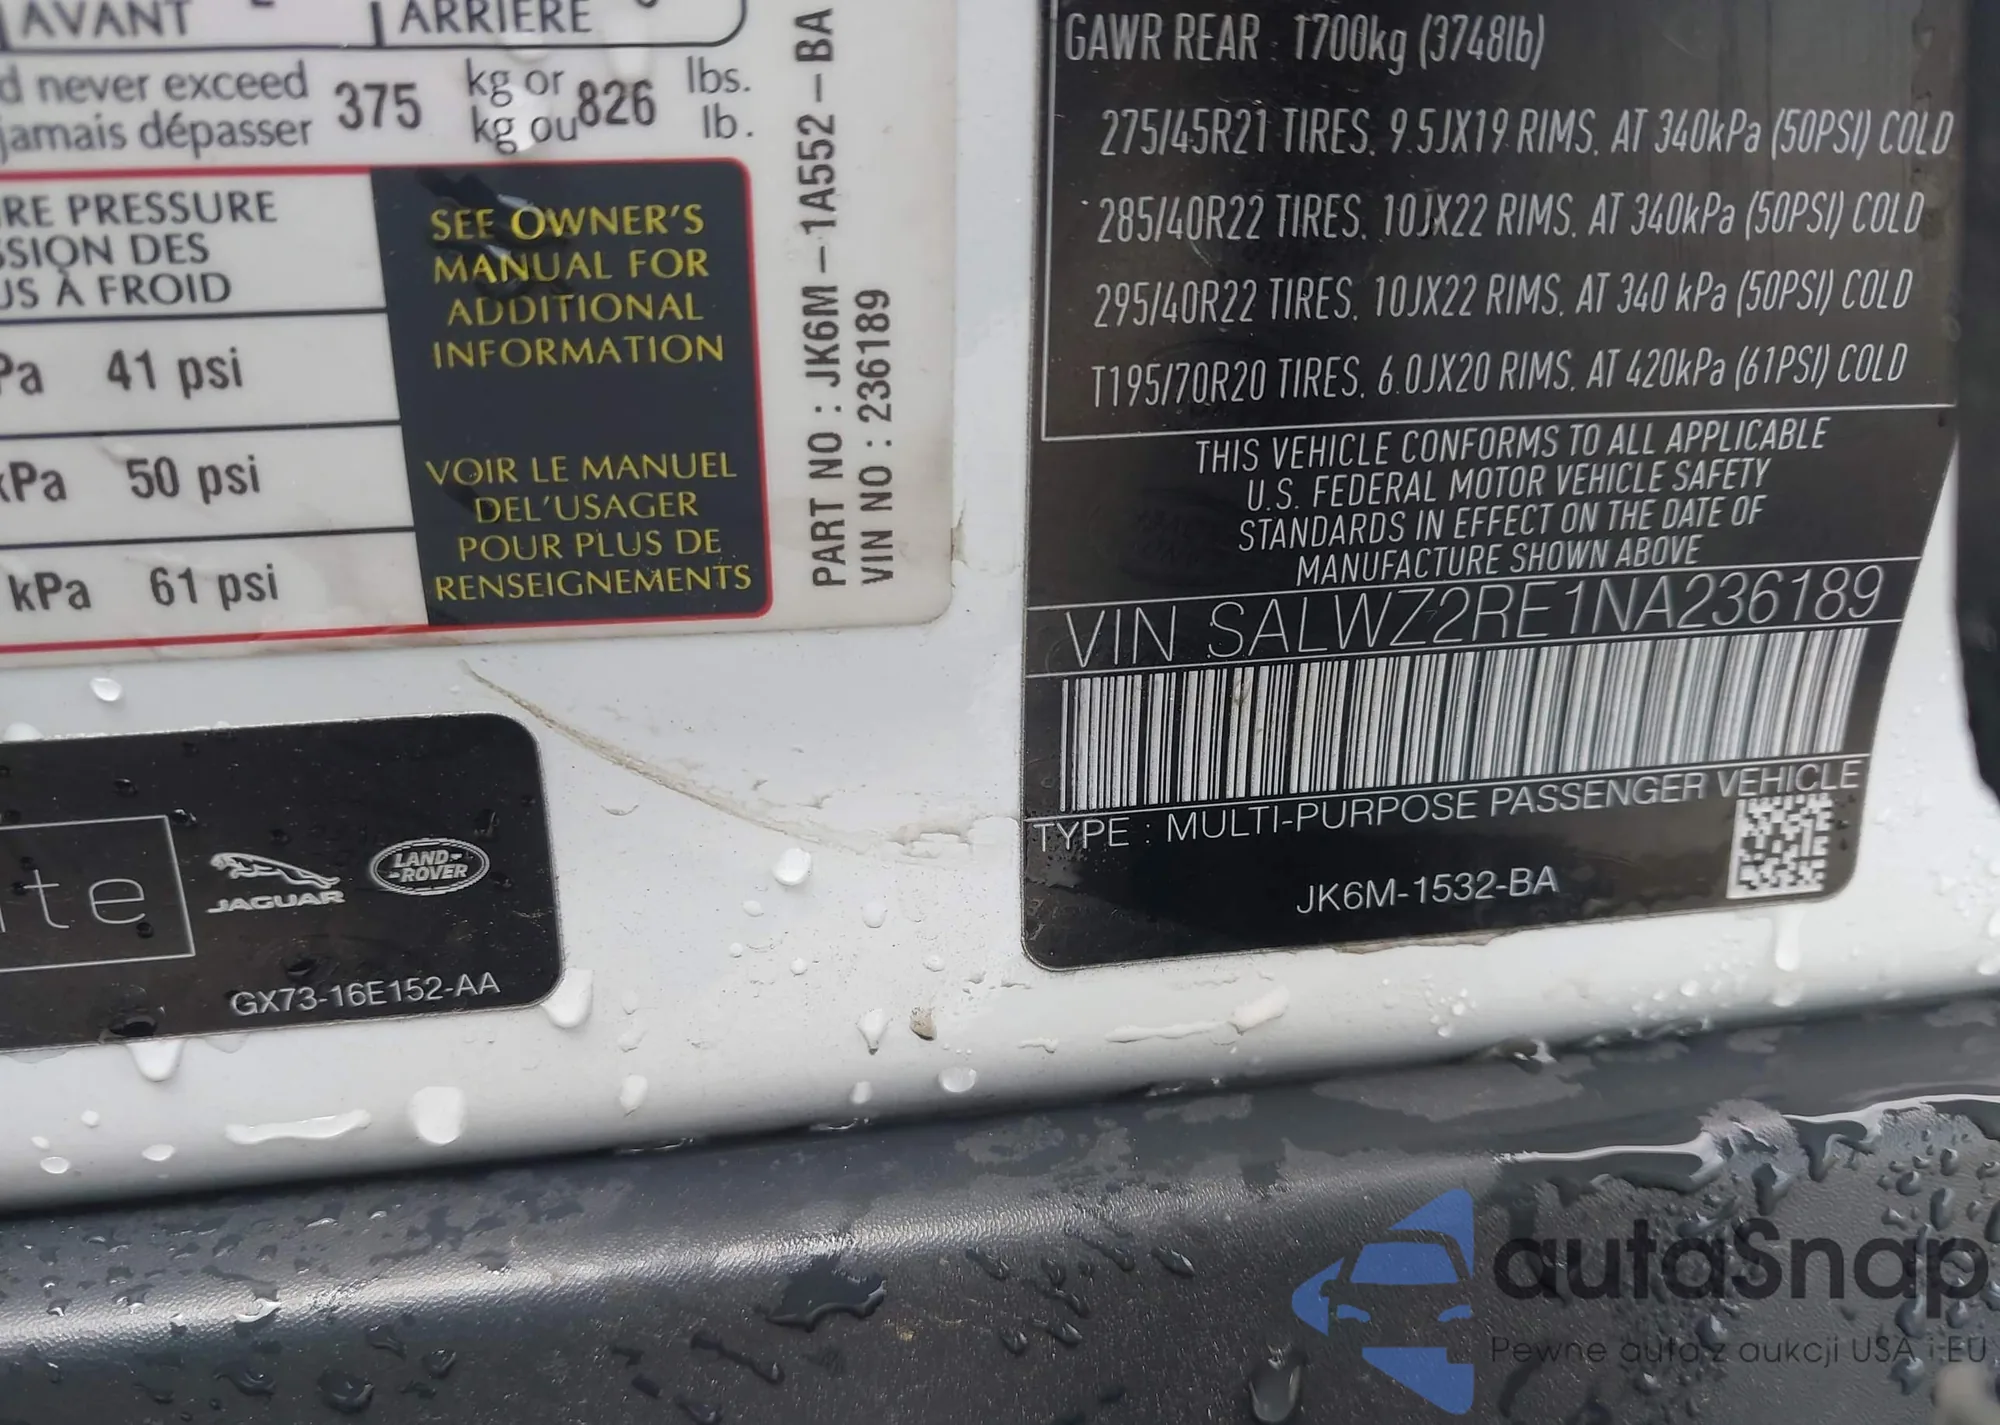 AVANT
ARRIÈRE
never exceed 375 kg or 826 lbs.
jamais dépasser kg ou lb.
PRESSURE
DES
À FROID
41 psi
kPa 50 psi
kPa 61 psi
SEE OWNER'S
MANUAL FOR
ADDITIONAL
INFORMATION
VOIR LE MANUEL
DEL'USAGER
POUR PLUS DE
RENSEIGNEMENTS
PART NO : JK6M-1A552-BA
VIN NO : 236189
GAWR REAR : 1700kg (3748lb)
275/45R21 TIRES, 9.5JX19 RIMS, AT 340kPa (50PSI) COLD
285/40R22 TIRES, 10JX22 RIMS, AT 340kPa (50PSI) COLD
295/40R22 TIRES, 10JX22 RIMS, AT 340 kPa (50PSI) COLD
T195/70R20 TIRES, 6.0JX20 RIMS, AT 420kPa (61PSI) COLD
THIS VEHICLE CONFORMS TO ALL APPLICABLE
U.S. FEDERAL MOTOR VEHICLE SAFETY
STANDARDS IN EFFECT ON THE DATE OF
MANUFACTURE SHOWN ABOVE
VIN SALWZ2RE1NA236189
TYPE : MULTI-PURPOSE PASSENGER VEHICLE
JK6M-1532-BA
JAGUAR
LAND-
ROVER
GX73-16E152-AA
autaSnap
Pewne auta z aukcji USA i EU